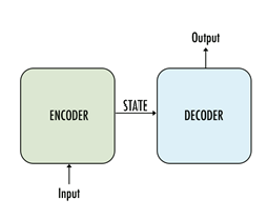 Output
ENCODER
STATE
DECODER
Input